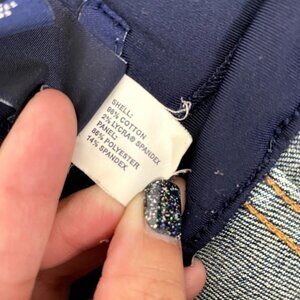 SHELL:
98% COTTON
2% LYCRA® SPANDEX
PANEL:
86% POLYESTER
14% SPANDEX